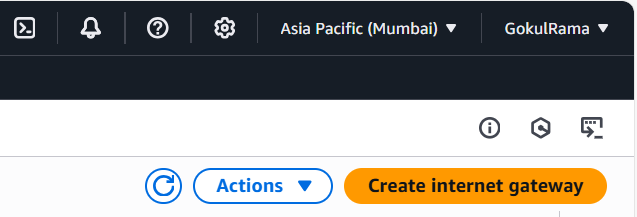 Asia Pacific (Mumbai) GokulRama
Actions Create internet gateway